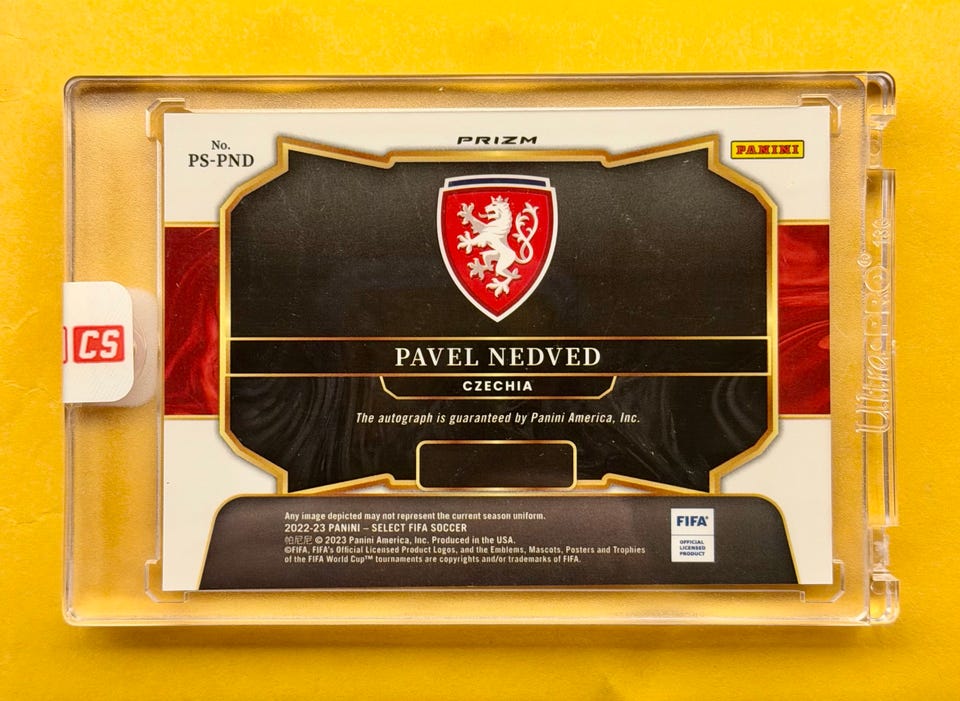 No.
PS-PND
PRIZM
PANINI
CS
PAVEL NEDVED
CZECHIA
The autograph is guaranteed by Panini America, Inc.
Any image depicted may not represent the current season uniform.
2022-23 PANINI – SELECT FIFA SOCCER
帕尼尼 © 2023 Panini America, Inc. Produced in the USA.
©FIFA, FIFA's Official Licensed Product Logos, and the Emblems, Mascots, Posters and Trophies
of the FIFA World Cup™ tournaments are copyrights and/or trademarks of FIFA.
FIFA®
OFFICIAL
LICENSED
PRODUCT
Ultra PRO® 180